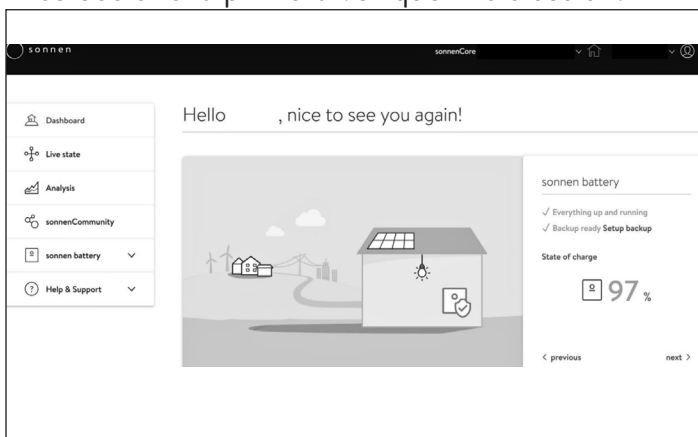 sonnen
sonnenCore
Dashboard
Live state
Analysis
sonnenCommunity
sonnen battery
Help & Support
Hello , nice to see you again!
sonnen battery
✓ Everything up and running
✓ Backup ready Setup backup
State of charge
97 %
< previous next >